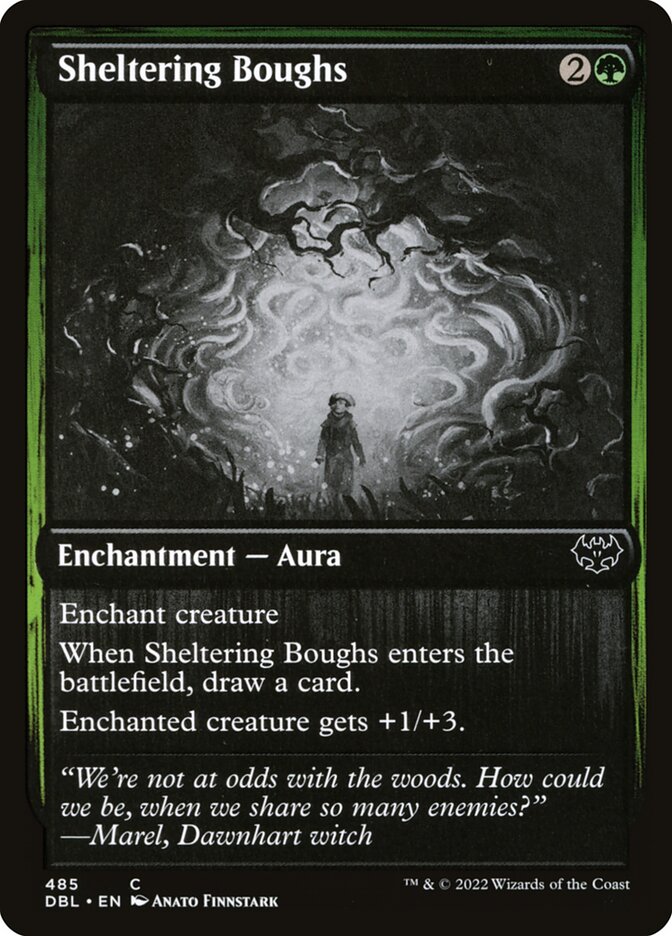 Sheltering Boughs 2
Enchantment — Aura
Enchant creature
When Sheltering Boughs enters the
battlefield, draw a card.
Enchanted creature gets +1/+3.
“We’re not at odds with the woods. How could
we be, when we share so many enemies?”
—Marel, Dawnhart witch
485 C ™ & © 2022 Wizards of the Coast
DBL • EN Anato Finnstark